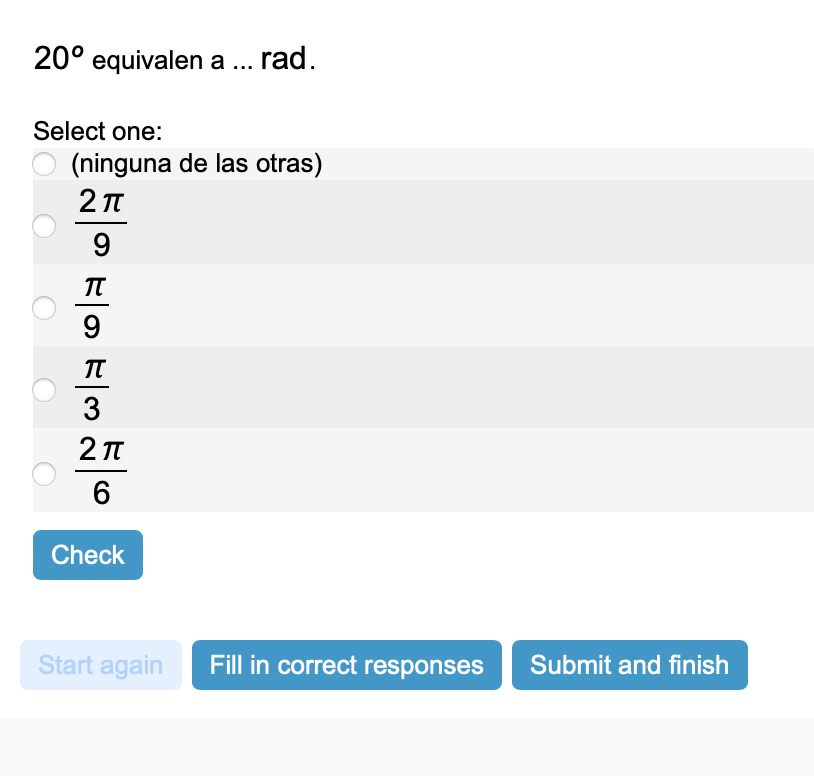 20º equivalen a ... rad.
Select one:
(ninguna de las otras)
2π
9
π
9
π
3
2π
6
Check
Start again Fill in correct responses Submit and finish